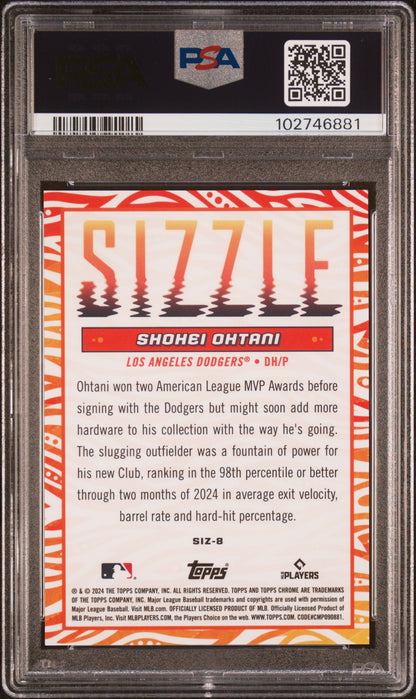 PSA
102746881
SIZZLE
SHOHEI OHTANI
LOS ANGELES DODGERS® • DH/P
Ohtani won two American League MVP Awards before
signing with the Dodgers but might soon add more
hardware to his collection with the way he's going.
The slugging outfielder was a fountain of power for
his new Club, ranking in the 98th percentile or better
through two months of 2024 in average exit velocity,
barrel rate and hard-hit percentage.
SIZ-8
Topps
PLAYERS
® & © 2024 THE TOPPS COMPANY, INC. ALL RIGHTS RESERVED. TOPPS AND CHROME ARE TRADEMARKS
OF THE TOPPS COMPANY, INC. Major League Baseball trademarks and copyrights are used with permission of
Major League Baseball. Visit MLB.com. OFFICIALLY LICENSED PRODUCT OF MLB. Officially Licensed Product of
MLB Players, Inc. Visit MLBPLAYERS.COM, the Players Choice on the web. WWW.TOPPS.COM. CODE#CMP090881.